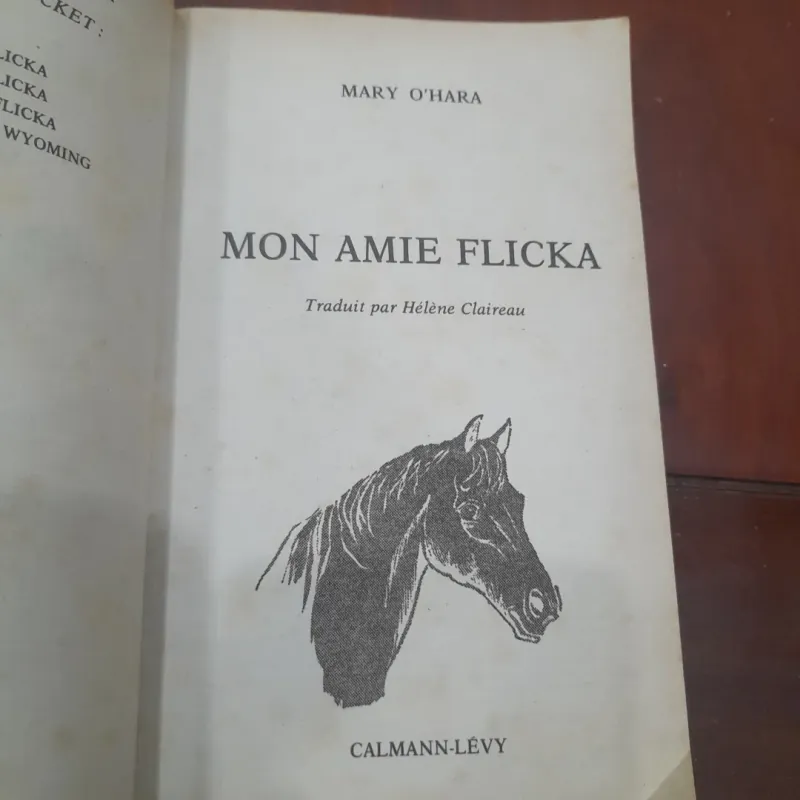 CKET:
LICKA
LICKA
FLICKA
WYOMING
MARY O'HARA
MON AMIE FLICKA
Traduit par Hélène Claireau
CALMANN-LÉVY